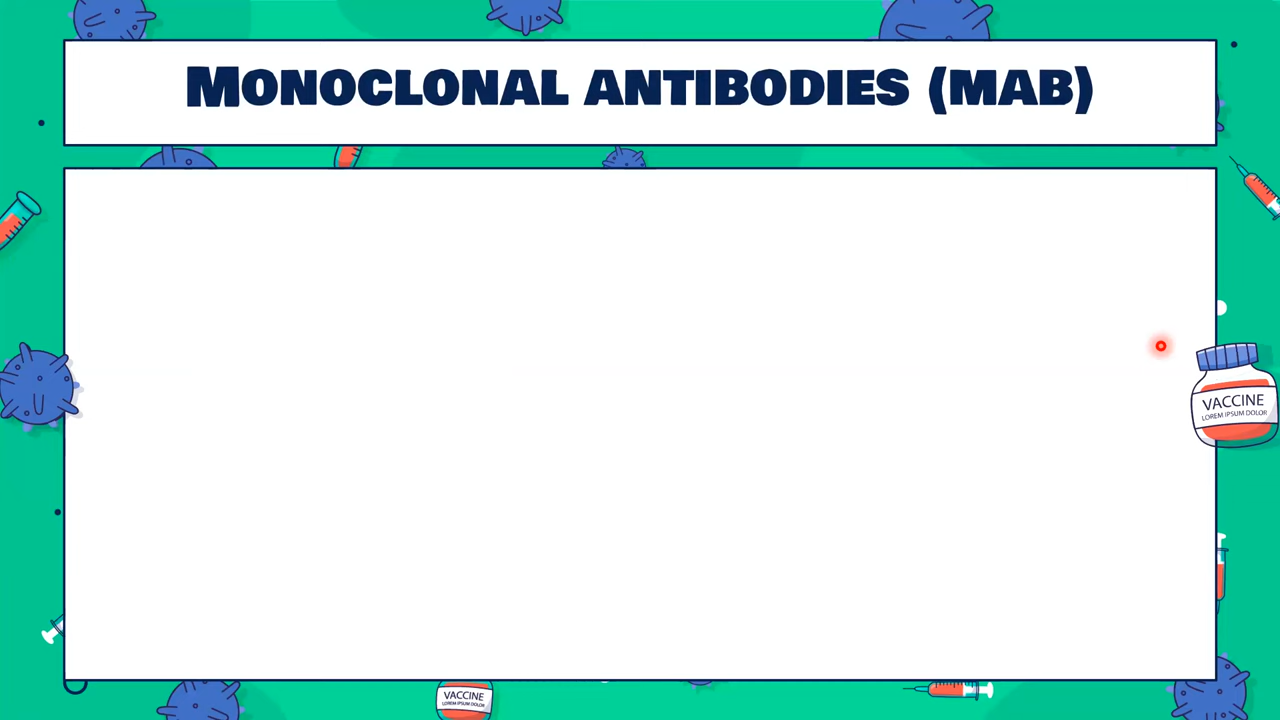 MONOCLONAL ANTIBODIES (MAB)
VACCINE
LOREM IPSUM DOLOR
VACCINE
LOREM IPSUM DOLOR